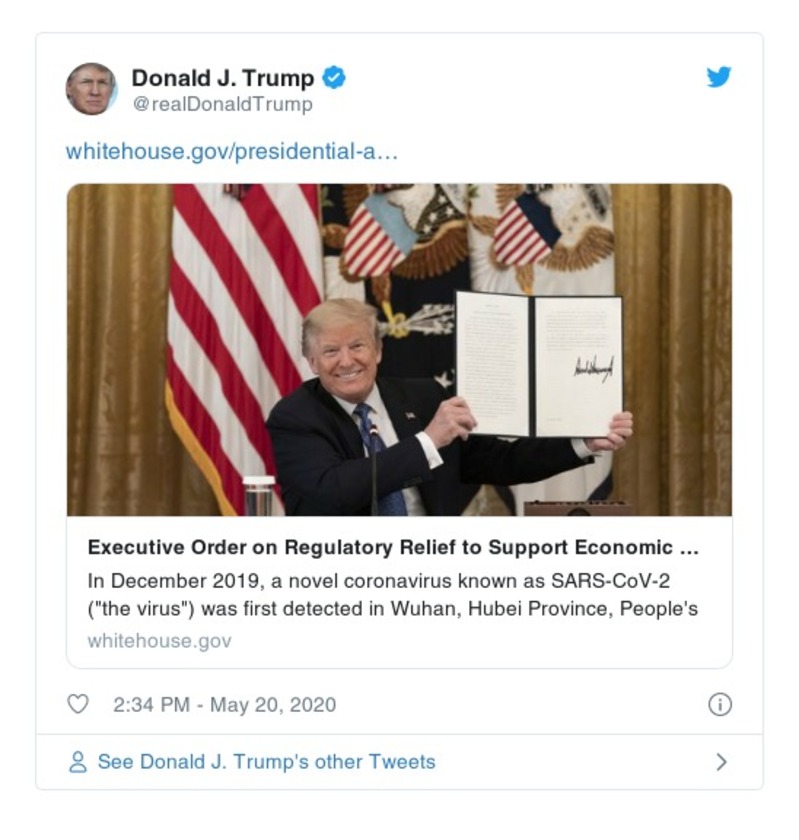 Donald J. Trump
@realDonaldTrump
whitehouse.gov/presidential-a…
Executive Order on Regulatory Relief to Support Economic ...
In December 2019, a novel coronavirus known as SARS-CoV-2
("the virus") was first detected in Wuhan, Hubei Province, People's
whitehouse.gov
2:34 PM - May 20, 2020
See Donald J. Trump's other Tweets